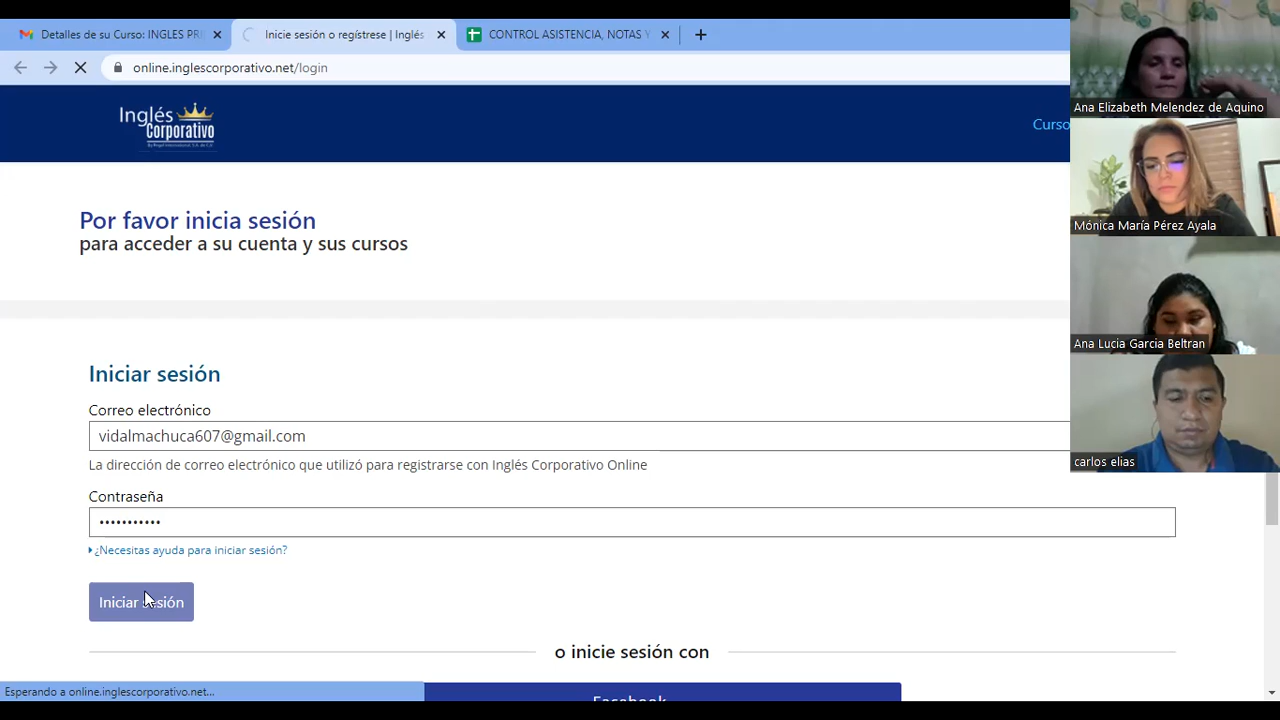 Detalles de su Curso: INGLES PRI
Inicie sesión o regístrese | Inglés
CONTROL ASISTENCIA, NOTAS Y
online.inglescorporativo.net/login
Inglés
Corporativo
Curso
Por favor inicia sesión
para acceder a su cuenta y sus cursos
Iniciar sesión
Correo electrónico
vidalmachuca607@gmail.com
La dirección de correo electrónico que utilizó para registrarse con Inglés Corporativo Online
Contraseña
•••••••••••
¿Necesitas ayuda para iniciar sesión?
Iniciar sesión
o inicie sesión con
Facebook
Esperando a online.inglescorporativo.net...
Ana Elizabeth Melendez de Aquino
Mónica María Pérez Ayala
Ana Lucia Garcia Beltran
carlos elias